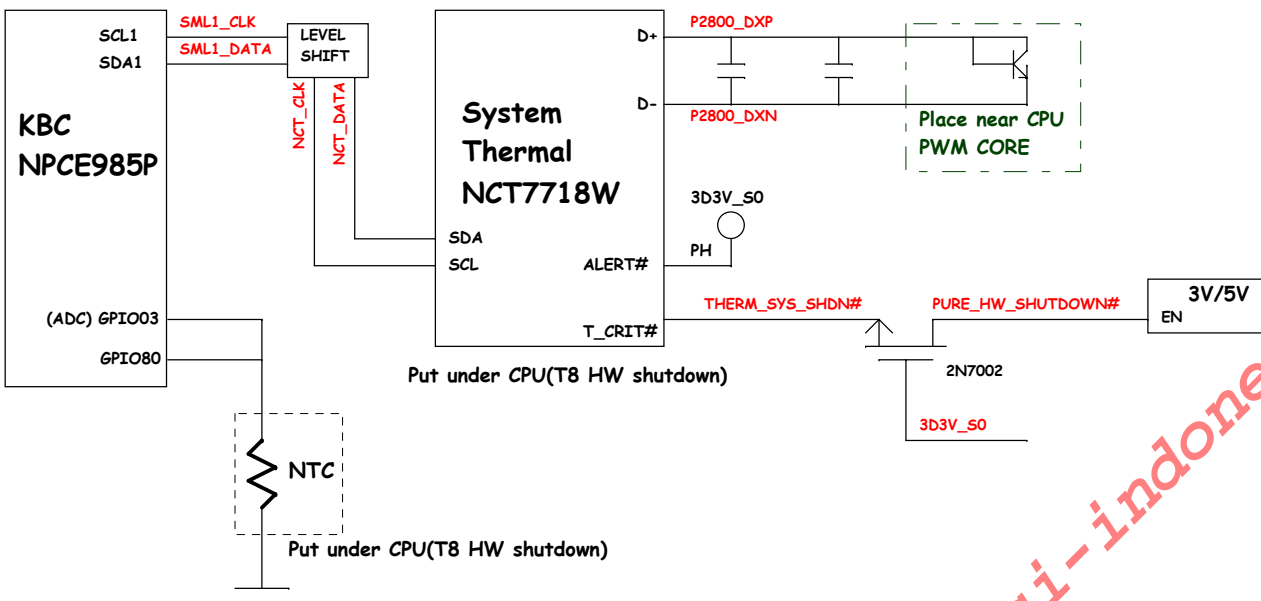 SCL1
SDA1
KBC
NPCE985P
(ADC) GPIO03
GPIO80
SML1_CLK
SML1_DATA
LEVEL
SHIFT
NCT_CLK
NCT_DATA
NTC
Put under CPU(T8 HW shutdown)
System
Thermal
NCT7718W
D+
D-
SDA
SCL
ALERT#
T_CRIT#
Put under CPU(T8 HW shutdown)
P2800_DXP
P2800_DXN
Place near CPU
PWM CORE
3D3V_S0
PH
THERM_SYS_SHDN#
PURE_HW_SHUTDOWN#
2N7002
3D3V_S0
3V/5V
EN
i-indone